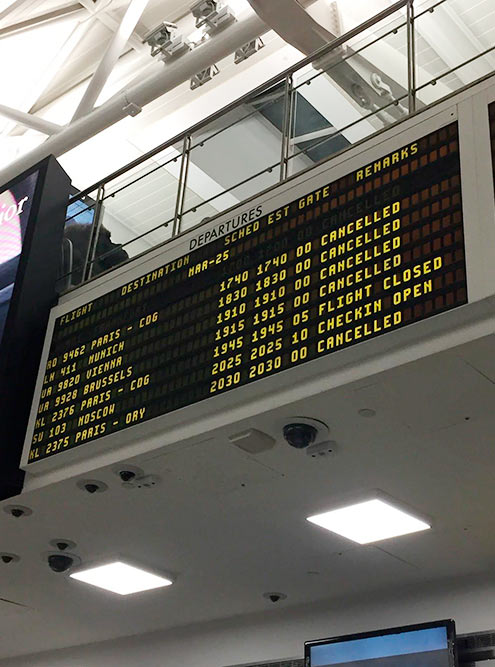 ior
DEPARTURES
FLIGHT DESTINATION SCHED EST GATE REMARKS
MAR-25
9462 PARIS - CDG 1740 1740 00 CANCELLED
LH 411 MUNICH 1830 1830 00 CANCELLED
UA 9820 VIENNA 1910 1910 00 CANCELLED
UA 9928 BRUSSELS 1915 1915 00 CANCELLED
KL 2376 PARIS - CDG 1945 1945 05 FLIGHT CLOSED
SU 103 MOSCOW 2025 2025 10 CHECKIN OPEN
KL 2375 PARIS - ORY 2030 2030 00 CANCELLED